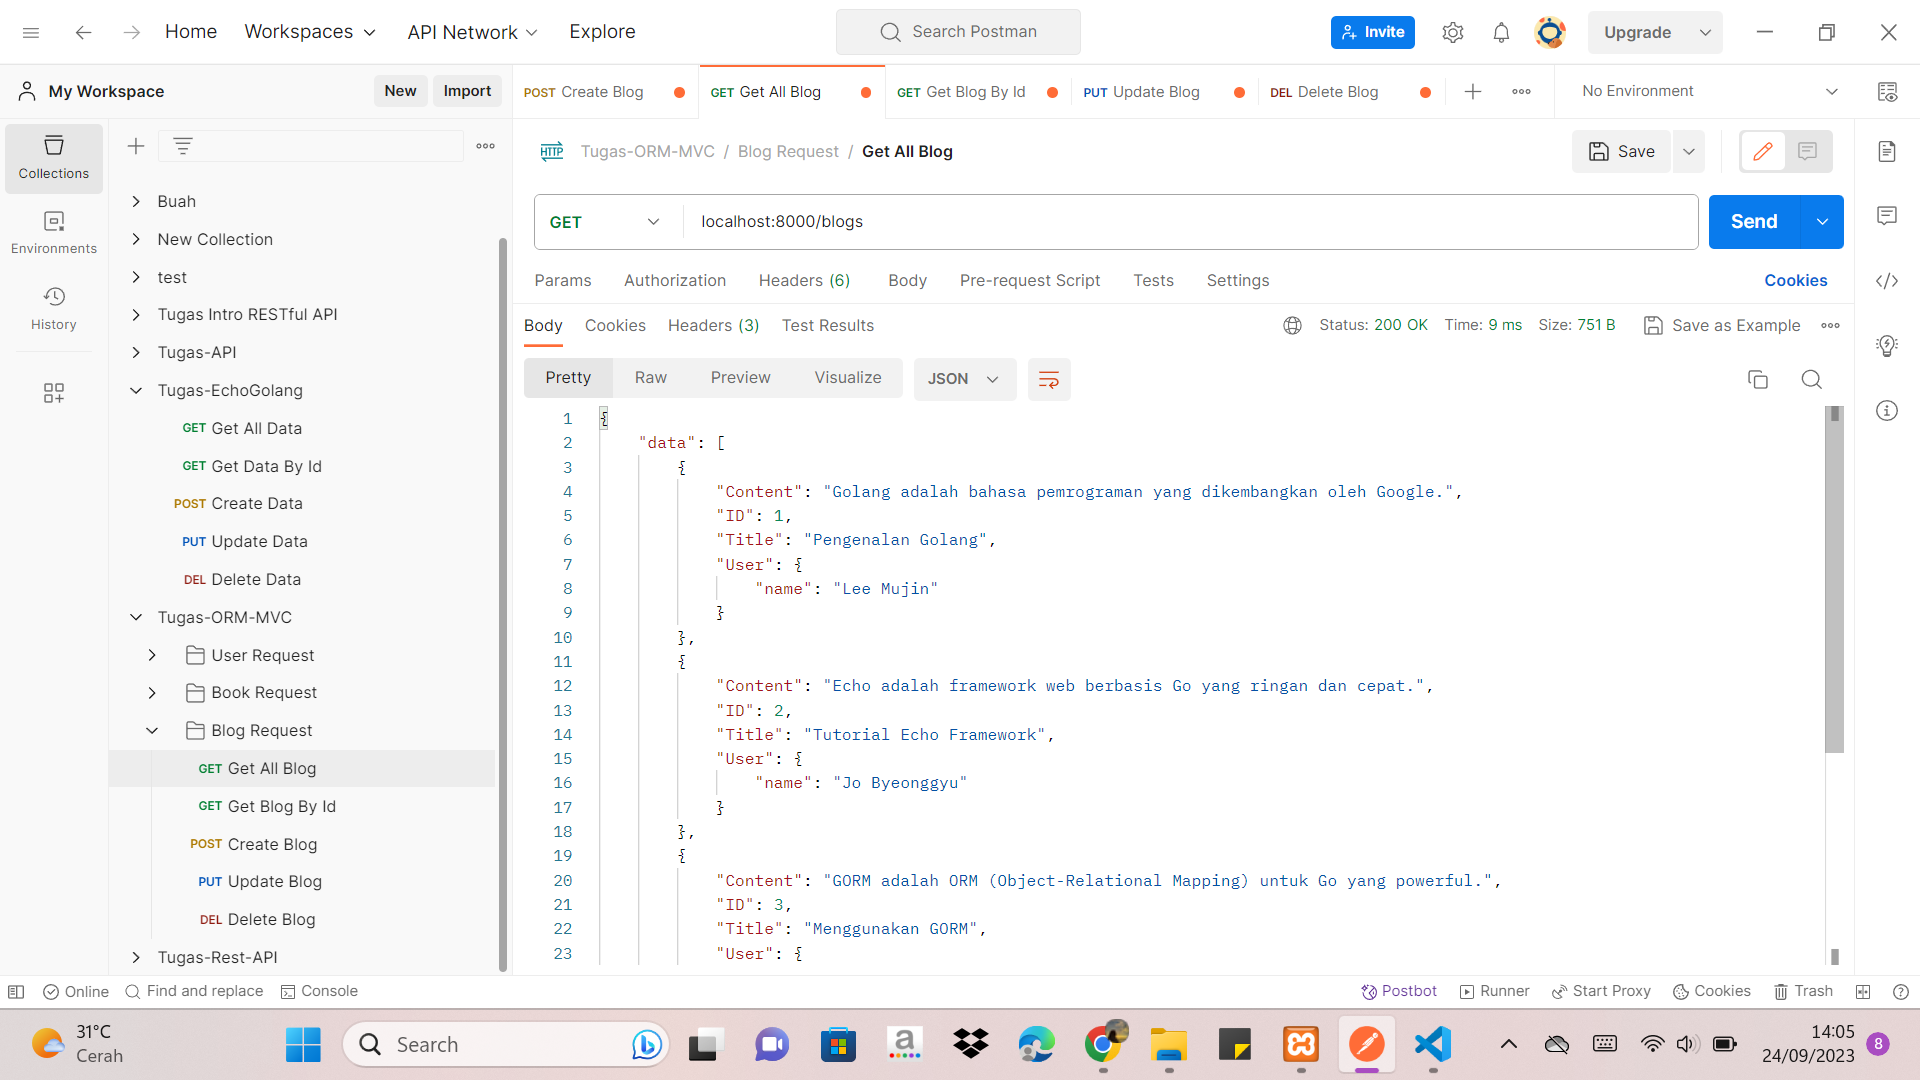 Home Workspaces API Network Explore Search Postman Invite Upgrade
My Workspace New Import
POST Create Blog GET Get All Blog GET Get Blog By Id PUT Update Blog DEL Delete Blog No Environment
Collections
Environments
History
Buah
New Collection
test
Tugas Intro RESTful API
Tugas-API
Tugas-EchoGolang
GET Get All Data
GET Get Data By Id
POST Create Data
PUT Update Data
DEL Delete Data
Tugas-ORM-MVC
User Request
Book Request
Blog Request
GET Get All Blog
GET Get Blog By Id
POST Create Blog
PUT Update Blog
DEL Delete Blog
Tugas-Rest-API
HTTP Tugas-ORM-MVC / Blog Request / Get All Blog Save
GET localhost:8000/blogs Send
Params Authorization Headers (6) Body Pre-request Script Tests Settings Cookies
Body Cookies Headers (3) Test Results Status: 200 OK Time: 9 ms Size: 751 B Save as Example
Pretty Raw Preview Visualize JSON
1 {
2 "data": [
3 {
4 "Content": "Golang adalah bahasa pemrograman yang dikembangkan oleh Google.",
5 "ID": 1,
6 "Title": "Pengenalan Golang",
7 "User": {
8 "name": "Lee Mujin"
9 }
10 },
11 {
12 "Content": "Echo adalah framework web berbasis Go yang ringan dan cepat.",
13 "ID": 2,
14 "Title": "Tutorial Echo Framework",
15 "User": {
16 "name": "Jo Byeonggyu"
17 }
18 },
19 {
20 "Content": "GORM adalah ORM (Object-Relational Mapping) untuk Go yang powerful.",
21 "ID": 3,
22 "Title": "Menggunakan GORM",
23 "User": {
Online Find and replace Console Postbot Runner Start Proxy Cookies Trash
31°C
Cerah
Search
a
14:05
24/09/2023
8